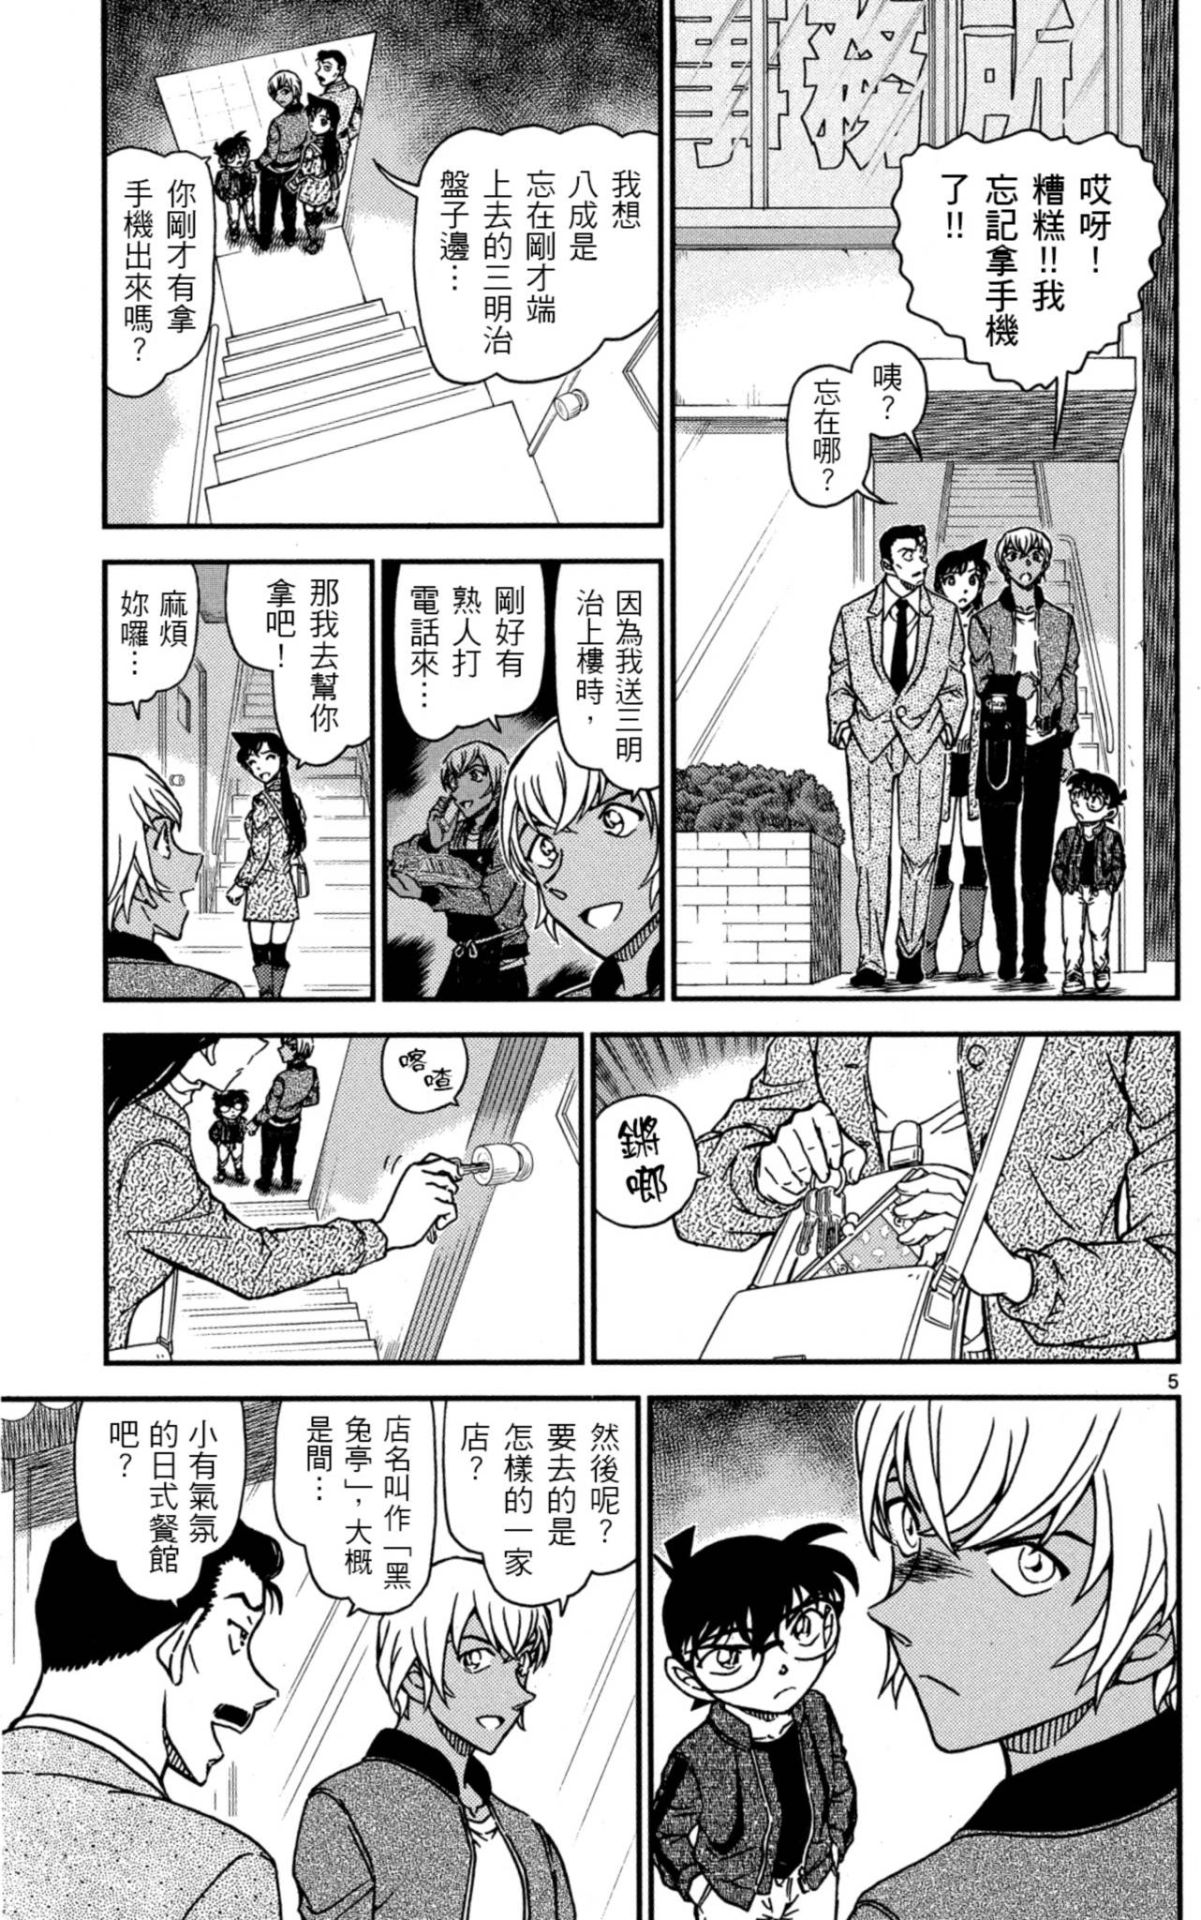 事務所
哎呀！
糟糕!!我
忘記拿手機
了!!
咦？
忘在哪？
我想
八成是
忘在剛才端
上去的三明治
盤子邊…
你剛才有拿
手機出來嗎？
因為我送三明
治上樓時，
剛好有
熟人打
電話來…
那我去幫你
拿吧！
麻煩
妳囉…
鏘
啷
喀
喳
5
然後呢？
要去的是
怎樣的一家
店？
店名叫作「黑
兔亭」，大概
是間…
小有氣氛
的日式餐館
吧？